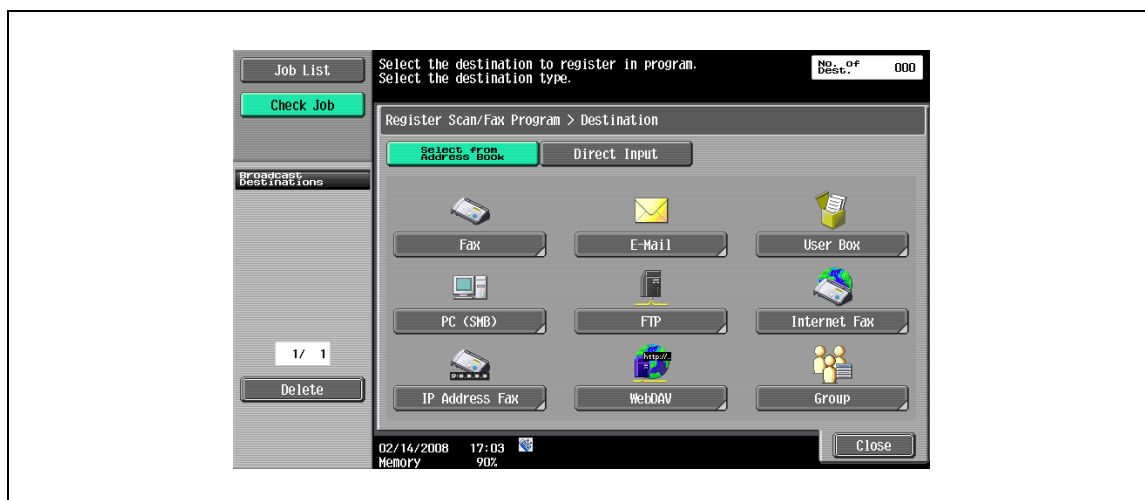 Job List
Check Job
Broadcast
Destinations
1/ 1
Delete
Select the destination to register in program.
Select the destination type.
No. of
Dest. 000
Register Scan/Fax Program > Destination
Select from
Address Book
Direct Input
Fax
E-Mail
User Box
PC (SMB)
FTP
http://.
Internet Fax
IP Address Fax
WebDAV
Group
02/14/2008 17:03
Memory 90%
Close